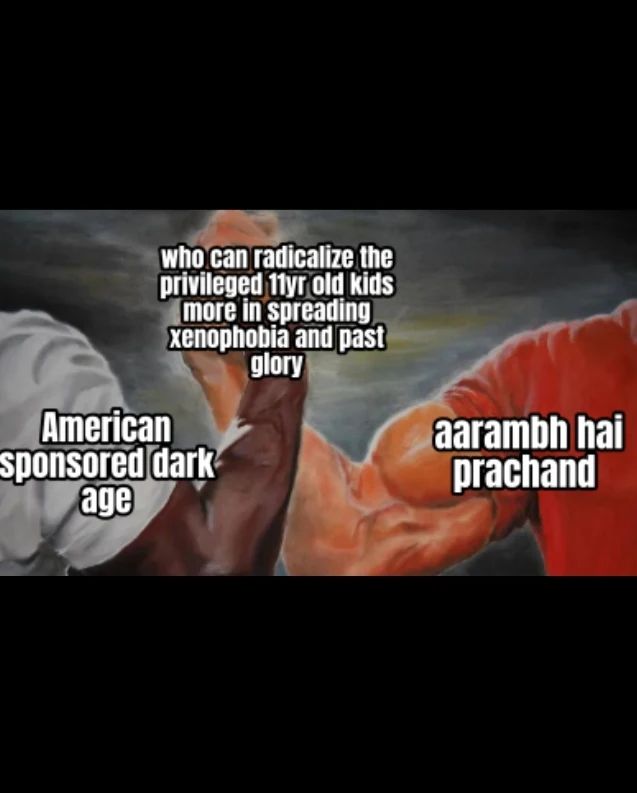 who can radicalize the
privileged 11yr old kids
more in spreading
xenophobia and past
glory
American
sponsored dark
age
aarambh hai
prachand